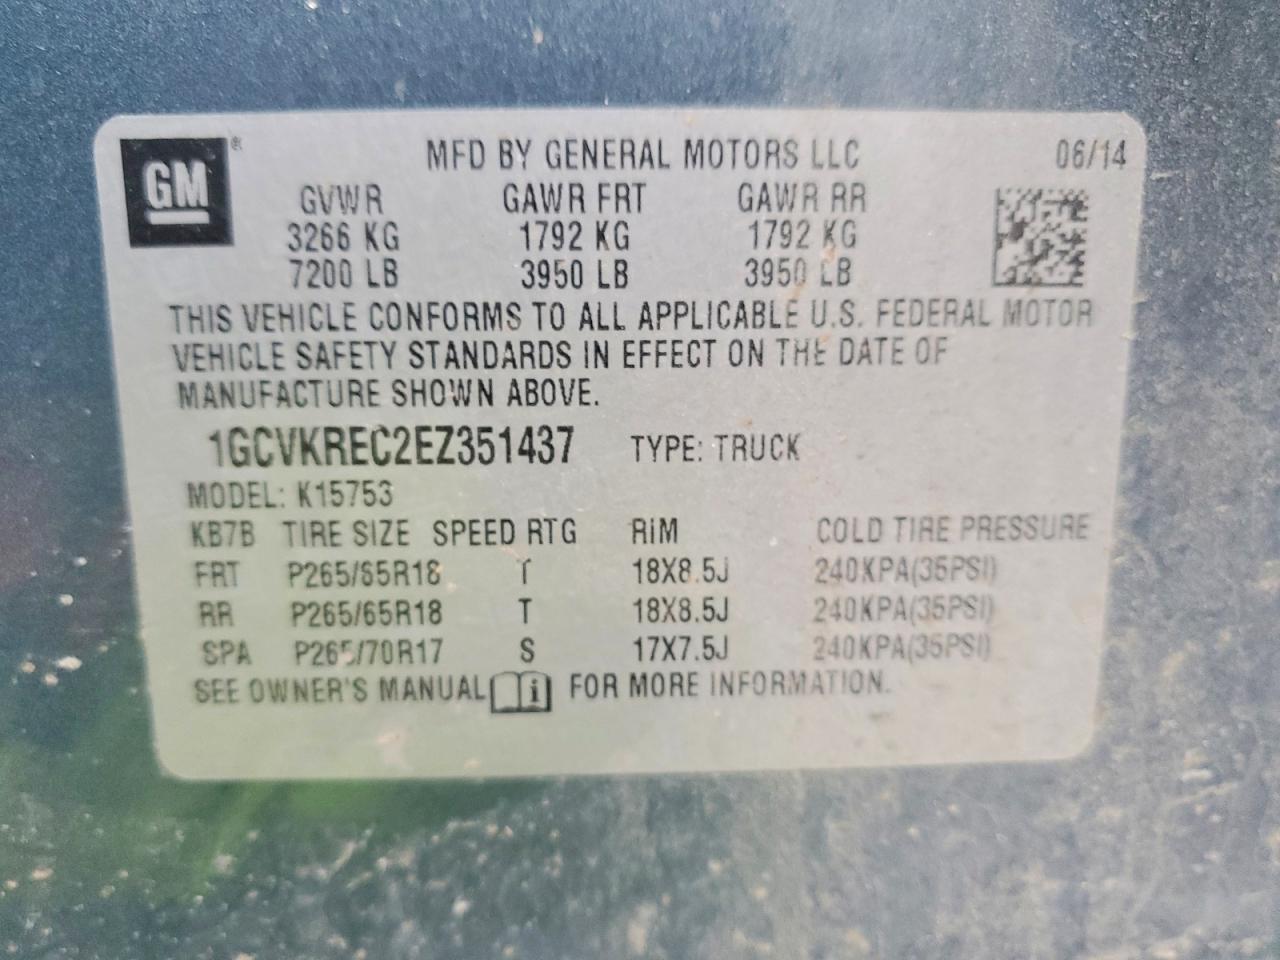 GM®
MFD BY GENERAL MOTORS LLC 06/14
GVWR GAWR FRT GAWR RR
3266 KG 1792 KG 1792 KG
7200 LB 3950 LB 3950 LB
THIS VEHICLE CONFORMS TO ALL APPLICABLE U.S. FEDERAL MOTOR
VEHICLE SAFETY STANDARDS IN EFFECT ON THE DATE OF
MANUFACTURE SHOWN ABOVE.
1GCVKREC2EZ351437 TYPE: TRUCK
MODEL: K15753
KB7B TIRE SIZE SPEED RTG RIM COLD TIRE PRESSURE
FRT P265/65R18 T 18X8.5J 240KPA(35PSI)
RR P265/65R18 T 18X8.5J 240KPA(35PSI)
SPA P265/70R17 S 17X7.5J 240KPA(35PSI)
SEE OWNER'S MANUAL i FOR MORE INFORMATION.